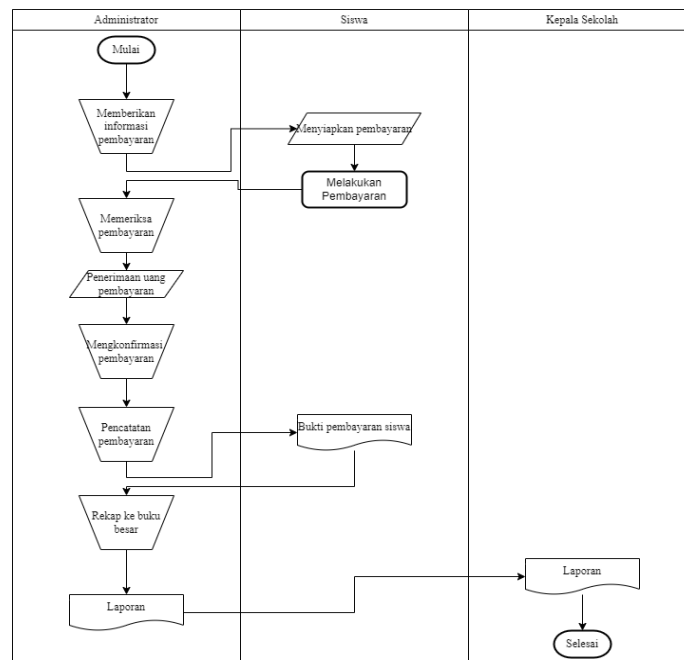 Administrator
Siswa
Kepala Sekolah
Mulai
Memberikan
informasi
pembayaran
Menyiapkan pembayaran
Melakukan
Pembayaran
Memeriksa
pembayaran
Penerimaan uang
pembayaran
Mengkonfirmasi
pembayaran
Pencatatan
pembayaran
Bukti pembayaran siswa
Rekap ke buku
besar
Laporan
Laporan
Selesai